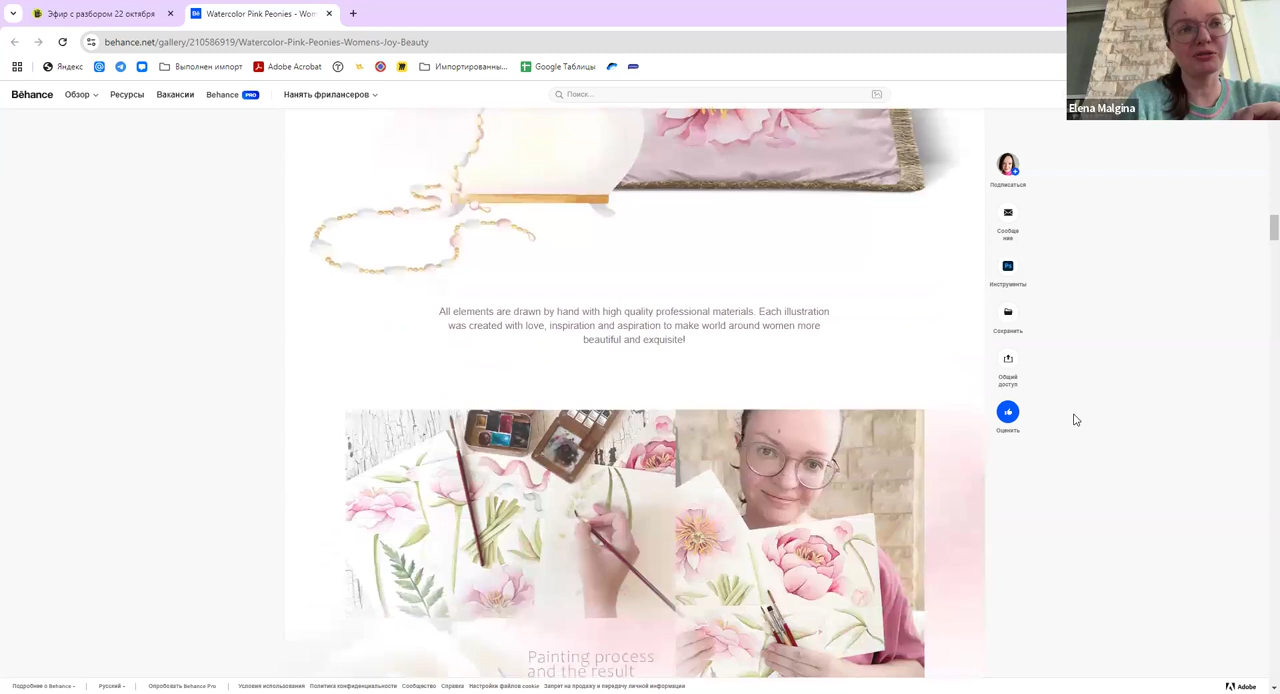 Эфир с разбором 22 октября
Watercolor Pink Peonies - Wom
behance.net/gallery/210586919/Watercolor-Pink-Peonies-Womens-Joy-Beauty
Яндекс
Выполнен импорт
Adobe Acrobat
Импортированны...
Google Таблицы
Elena Malgina
Bēhance
Обзор
Ресурсы
Вакансии
Behance PRO
Нанять фрилансеров
Поиск...
Подписаться
Сообще
ние
Ps
Инструменты
Сохранить
Общий
доступ
Оценить
All elements are drawn by hand with high quality professional materials. Each illustration
was created with love, inspiration and aspiration to make world around women more
beautiful and exquisite!
Painting process
and the result
Подробнее о Behance
Русский
Опробовать Behance Pro
Условия использования
Политика конфиденциальности
Сообщество
Справка
Настройки файлов cookie
Запрет на продажу и передачу личной информации
Adobe